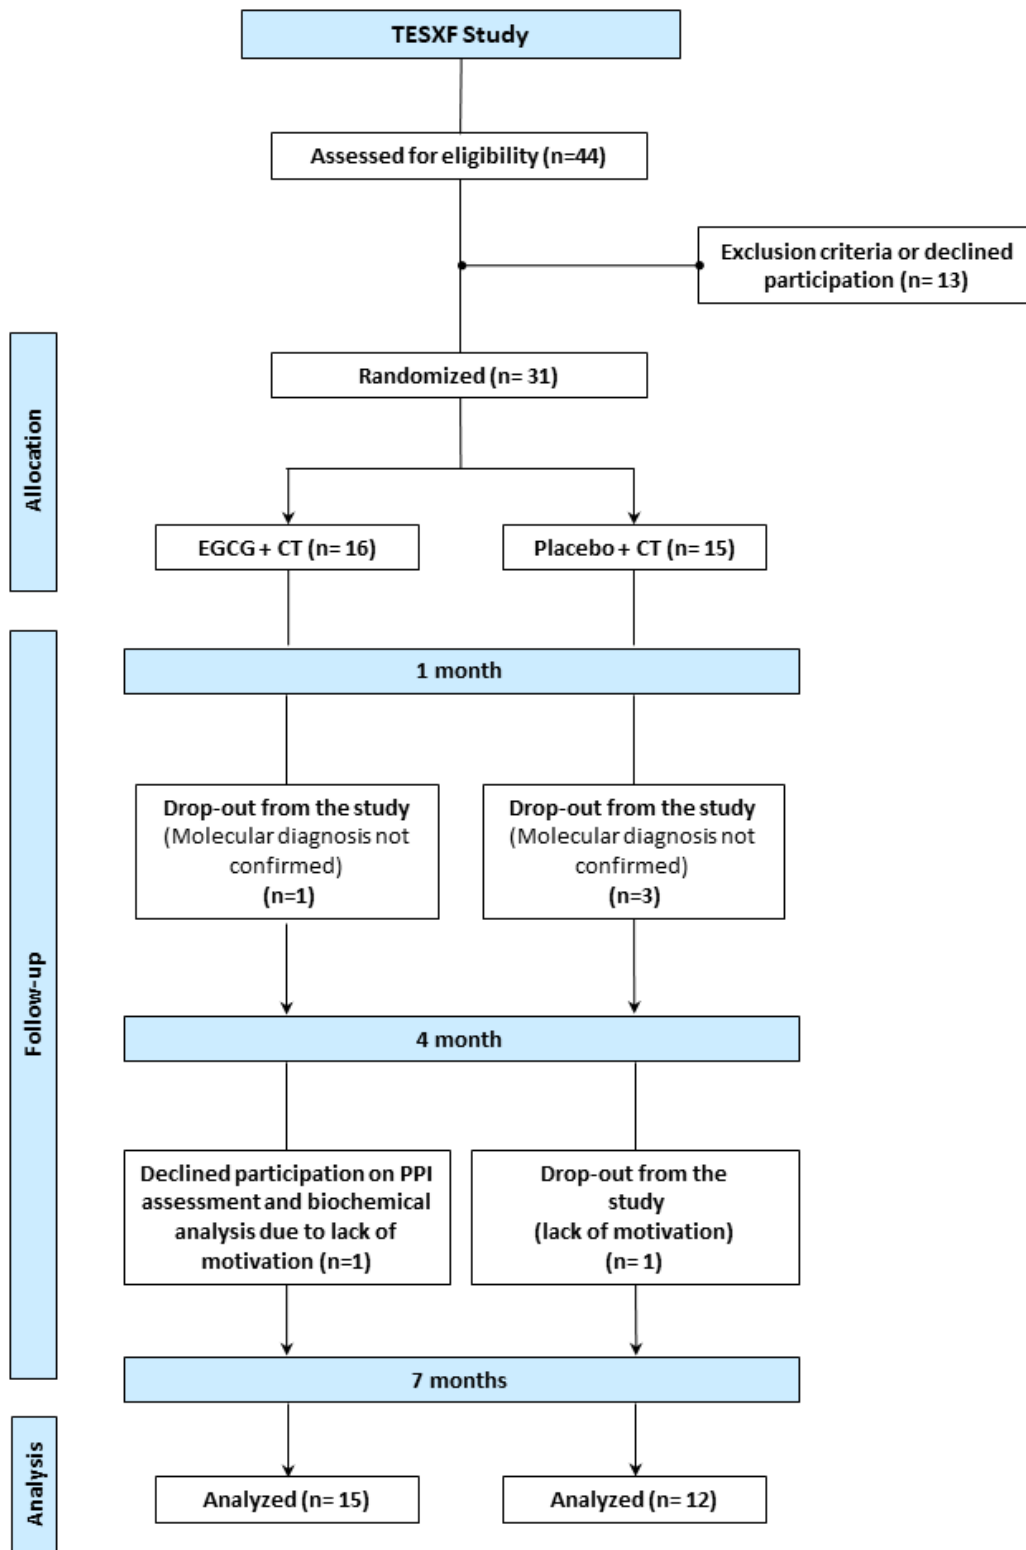 TESXF Study
Assessed for eligibility (n=44)
Exclusion criteria or declined
participation (n= 13)
Allocation
Randomized (n= 31)
EGCG + CT (n= 16)
Placebo + CT (n= 15)
Follow-up
1 month
Drop-out from the study
(Molecular diagnosis not
confirmed)
(n=1)
Drop-out from the study
(Molecular diagnosis not
confirmed)
(n=3)
4 month
Declined participation on PPI
assessment and biochemical
analysis due to lack of
motivation (n=1)
Drop-out from the
study
(lack of motivation)
(n= 1)
7 months
Analysis
Analyzed (n= 15)
Analyzed (n= 12)